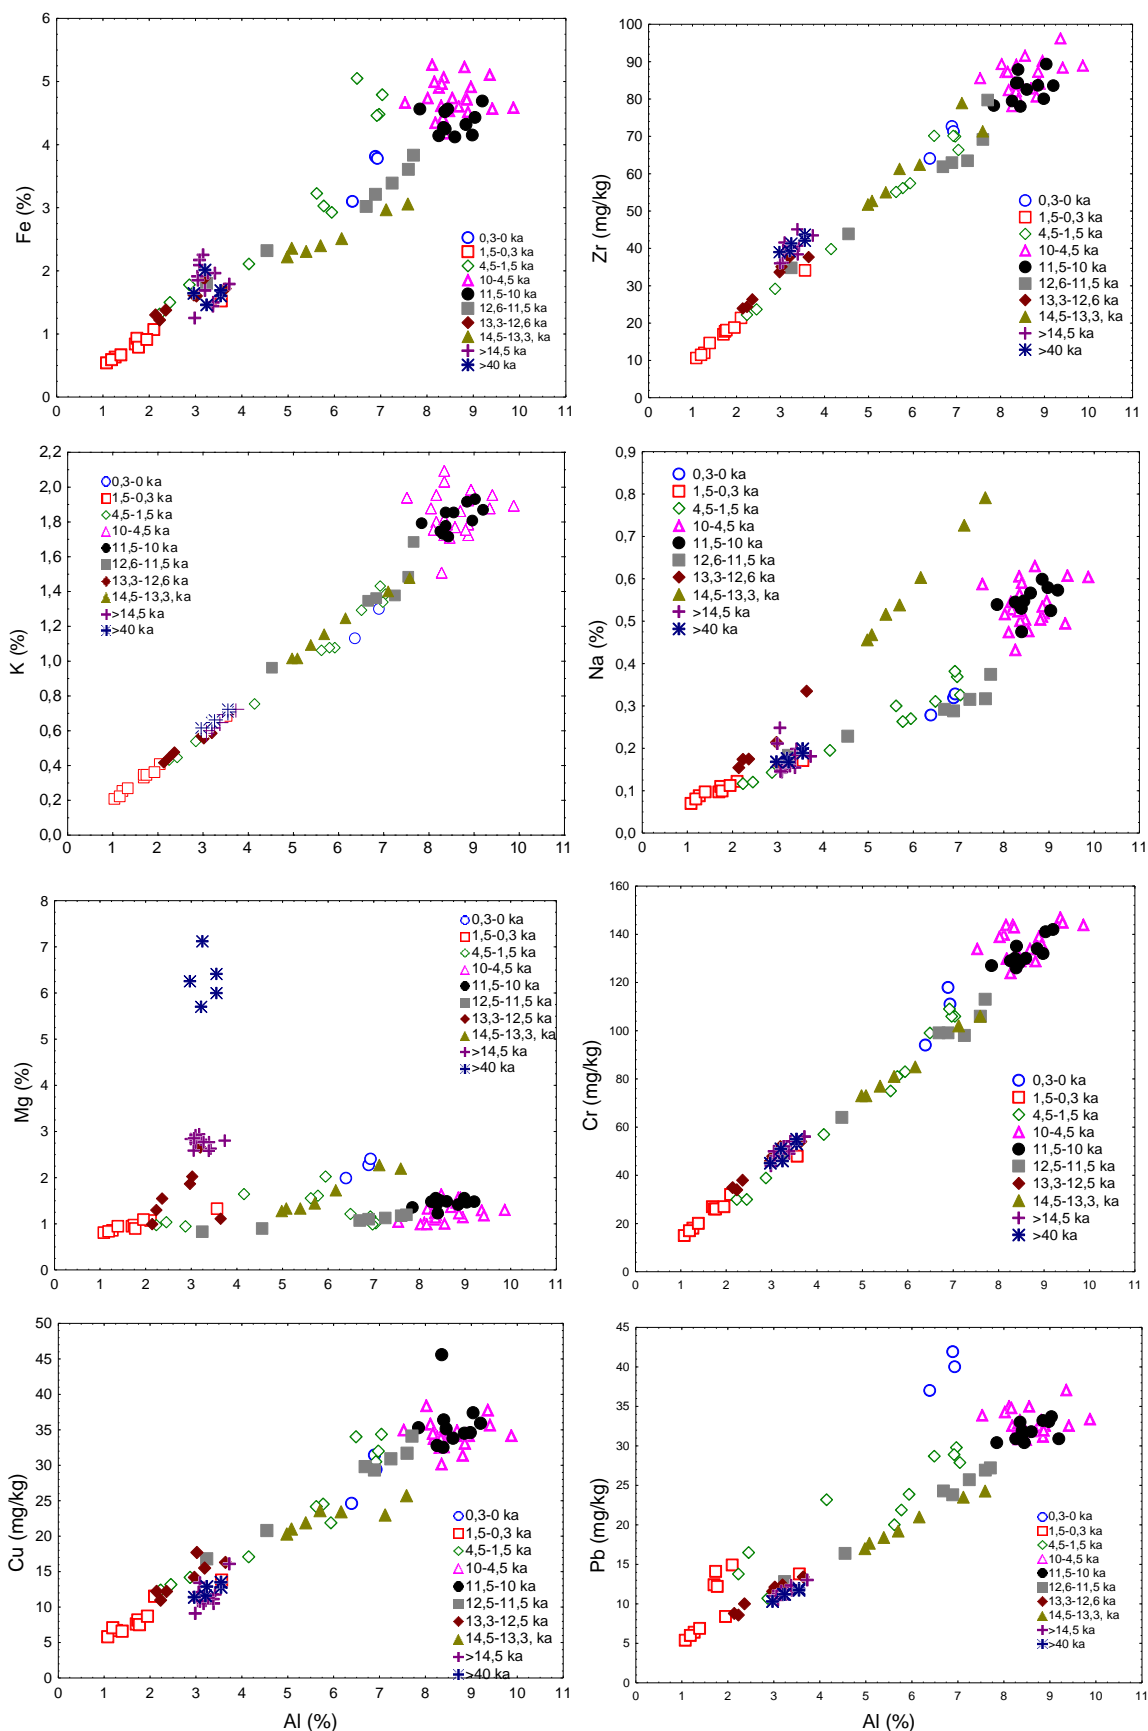 Fe (%)
6
5
4
3
2
1
0
0 1 2 3 4 5 6 7 8 9 10 11
0,3-0 ka
1,5-0,3 ka
4,5-1,5 ka
10-4,5 ka
11,5-10 ka
12,6-11,5 ka
13,3-12,6 ka
14,5-13,3, ka
>14,5 ka
>40 ka
Zr (mg/kg)
100
90
80
70
60
50
40
30
20
10
0
0 1 2 3 4 5 6 7 8 9 10 11
0,3-0 ka
1,5-0,3 ka
4,5-1,5 ka
10-4,5 ka
11,5-10 ka
12,6-11,5 ka
13,3-12,6 ka
14,5-13,3, ka
>14,5 ka
>40 ka
K (%)
2,2
2,0
1,8
1,6
1,4
1,2
1,0
0,8
0,6
0,4
0,2
0,0
0 1 2 3 4 5 6 7 8 9 10 11
0,3-0 ka
1,5-0,3 ka
4,5-1,5 ka
10-4,5 ka
11,5-10 ka
12,6-11,5 ka
13,3-12,6 ka
14,5-13,3, ka
>14,5 ka
>40 ka
Na (%)
0,9
0,8
0,7
0,6
0,5
0,4
0,3
0,2
0,1
0,0
0 1 2 3 4 5 6 7 8 9 10 11
0,3-0 ka
1,5-0,3 ka
4,5-1,5 ka
10-4,5 ka
11,5-10 ka
12,6-11,5 ka
13,3-12,6 ka
14,5-13,3, ka
>14,5 ka
>40 ka
Mg (%)
8
7
6
5
4
3
2
1
0
0 1 2 3 4 5 6 7 8 9 10 11
0,3-0 ka
1,5-0,3 ka
4,5-1,5 ka
10-4,5 ka
11,5-10 ka
12,5-11,5 ka
13,3-12,5 ka
14,5-13,3, ka
>14,5 ka
>40 ka
Cr (mg/kg)
160
140
120
100
80
60
40
20
0
0 1 2 3 4 5 6 7 8 9 10 11
0,3-0 ka
1,5-0,3 ka
4,5-1,5 ka
10-4,5 ka
11,5-10 ka
12,5-11,5 ka
13,3-12,5 ka
14,5-13,3, ka
>14,5 ka
>40 ka
Cu (mg/kg)
50
45
40
35
30
25
20
15
10
5
0
0 1 2 3 4 5 6 7 8 9 10 11
Al (%)
0,3-0 ka
1,5-0,3 ka
4,5-1,5 ka
10-4,5 ka
11,5-10 ka
12,5-11,5 ka
13,3-12,5 ka
14,5-13,3, ka
>14,5 ka
>40 ka
Pb (mg/kg)
45
40
35
30
25
20
15
10
5
0
0 1 2 3 4 5 6 7 8 9 10 11
Al (%)
0,3-0 ka
1,5-0,3 ka
4,5-1,5 ka
10-4,5 ka
11,5-10 ka
12,6-11,5 ka
13,3-12,6 ka
14,5-13,3, ka
>14,5 ka
>40 ka